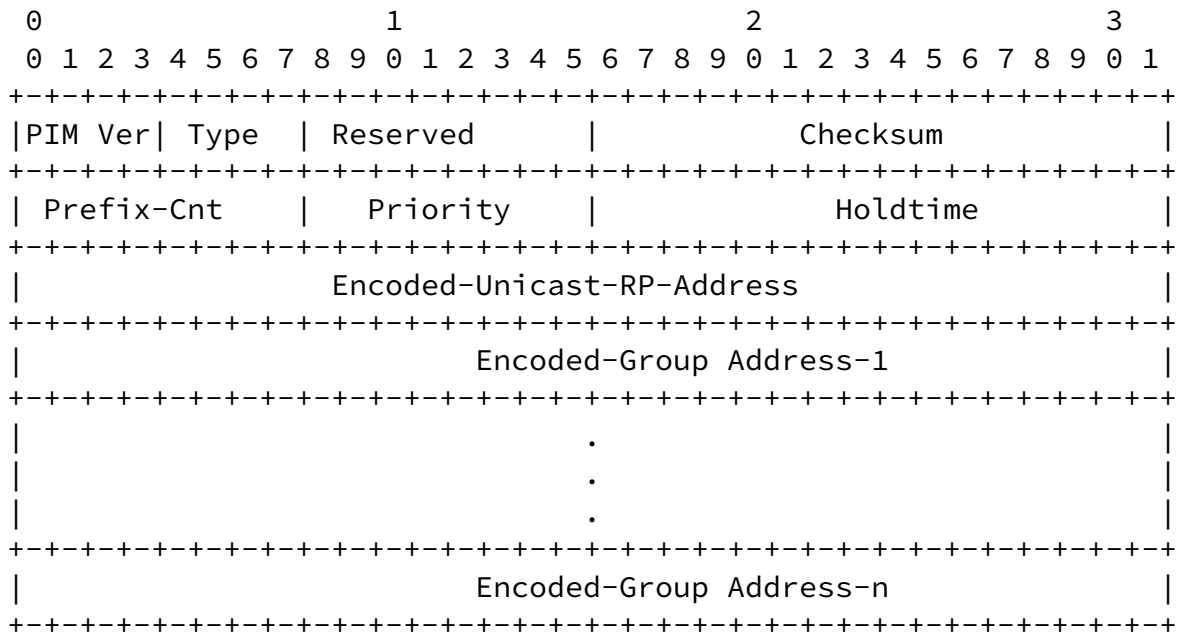 0                   1                   2                   3
 0 1 2 3 4 5 6 7 8 9 0 1 2 3 4 5 6 7 8 9 0 1 2 3 4 5 6 7 8 9 0 1
+-+-+-+-+-+-+-+-+-+-+-+-+-+-+-+-+-+-+-+-+-+-+-+-+-+-+-+-+-+-+-+-+
|PIM Ver| Type  | Reserved      |           Checksum            |
+-+-+-+-+-+-+-+-+-+-+-+-+-+-+-+-+-+-+-+-+-+-+-+-+-+-+-+-+-+-+-+-+
| Prefix-Cnt    |   Priority    |             Holdtime          |
+-+-+-+-+-+-+-+-+-+-+-+-+-+-+-+-+-+-+-+-+-+-+-+-+-+-+-+-+-+-+-+-+
|                 Encoded-Unicast-RP-Address                    |
+-+-+-+-+-+-+-+-+-+-+-+-+-+-+-+-+-+-+-+-+-+-+-+-+-+-+-+-+-+-+-+-+
|                         Encoded-Group Address-1               |
+-+-+-+-+-+-+-+-+-+-+-+-+-+-+-+-+-+-+-+-+-+-+-+-+-+-+-+-+-+-+-+-+
|                               .                               |
|                               .                               |
|                               .                               |
+-+-+-+-+-+-+-+-+-+-+-+-+-+-+-+-+-+-+-+-+-+-+-+-+-+-+-+-+-+-+-+-+
|                         Encoded-Group Address-n               |
+-+-+-+-+-+-+-+-+-+-+-+-+-+-+-+-+-+-+-+-+-+-+-+-+-+-+-+-+-+-+-+-+